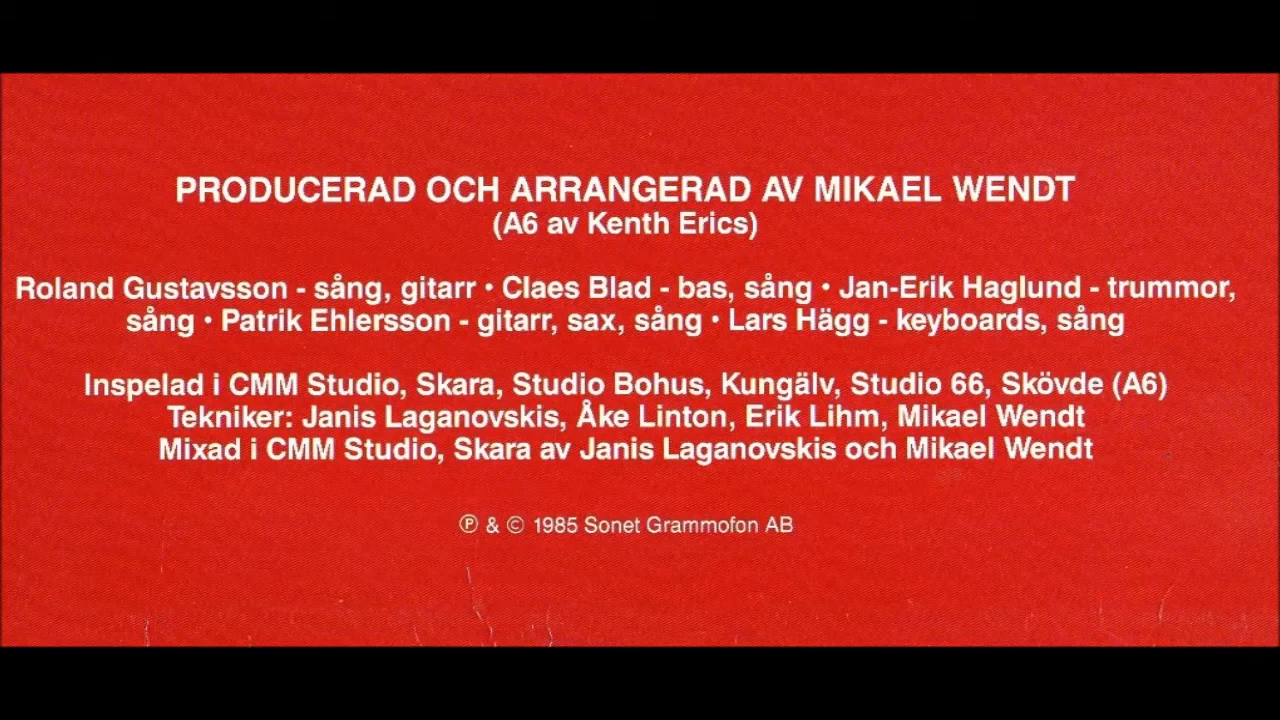 PRODUCERAD OCH ARRANGERAD AV MIKAEL WENDT
(A6 av Kenth Erics)
Roland Gustavsson - sång, gitarr • Claes Blad - bas, sång • Jan-Erik Haglund - trummor,
sång • Patrik Ehlersson - gitarr, sax, sång • Lars Hägg - keyboards, sång
Inspelad i CMM Studio, Skara, Studio Bohus, Kungälv, Studio 66, Skövde (A6)
Tekniker: Janis Laganovskis, Åke Linton, Erik Lihm, Mikael Wendt
Mixad i CMM Studio, Skara av Janis Laganovskis och Mikael Wendt
℗ & © 1985 Sonet Grammofon AB